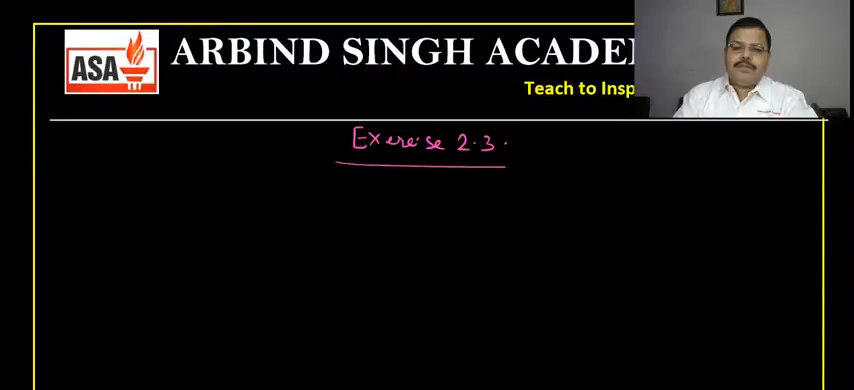 ASA
ARBIND SINGH ACADE
Teach to Insp
Exercise 2.3.